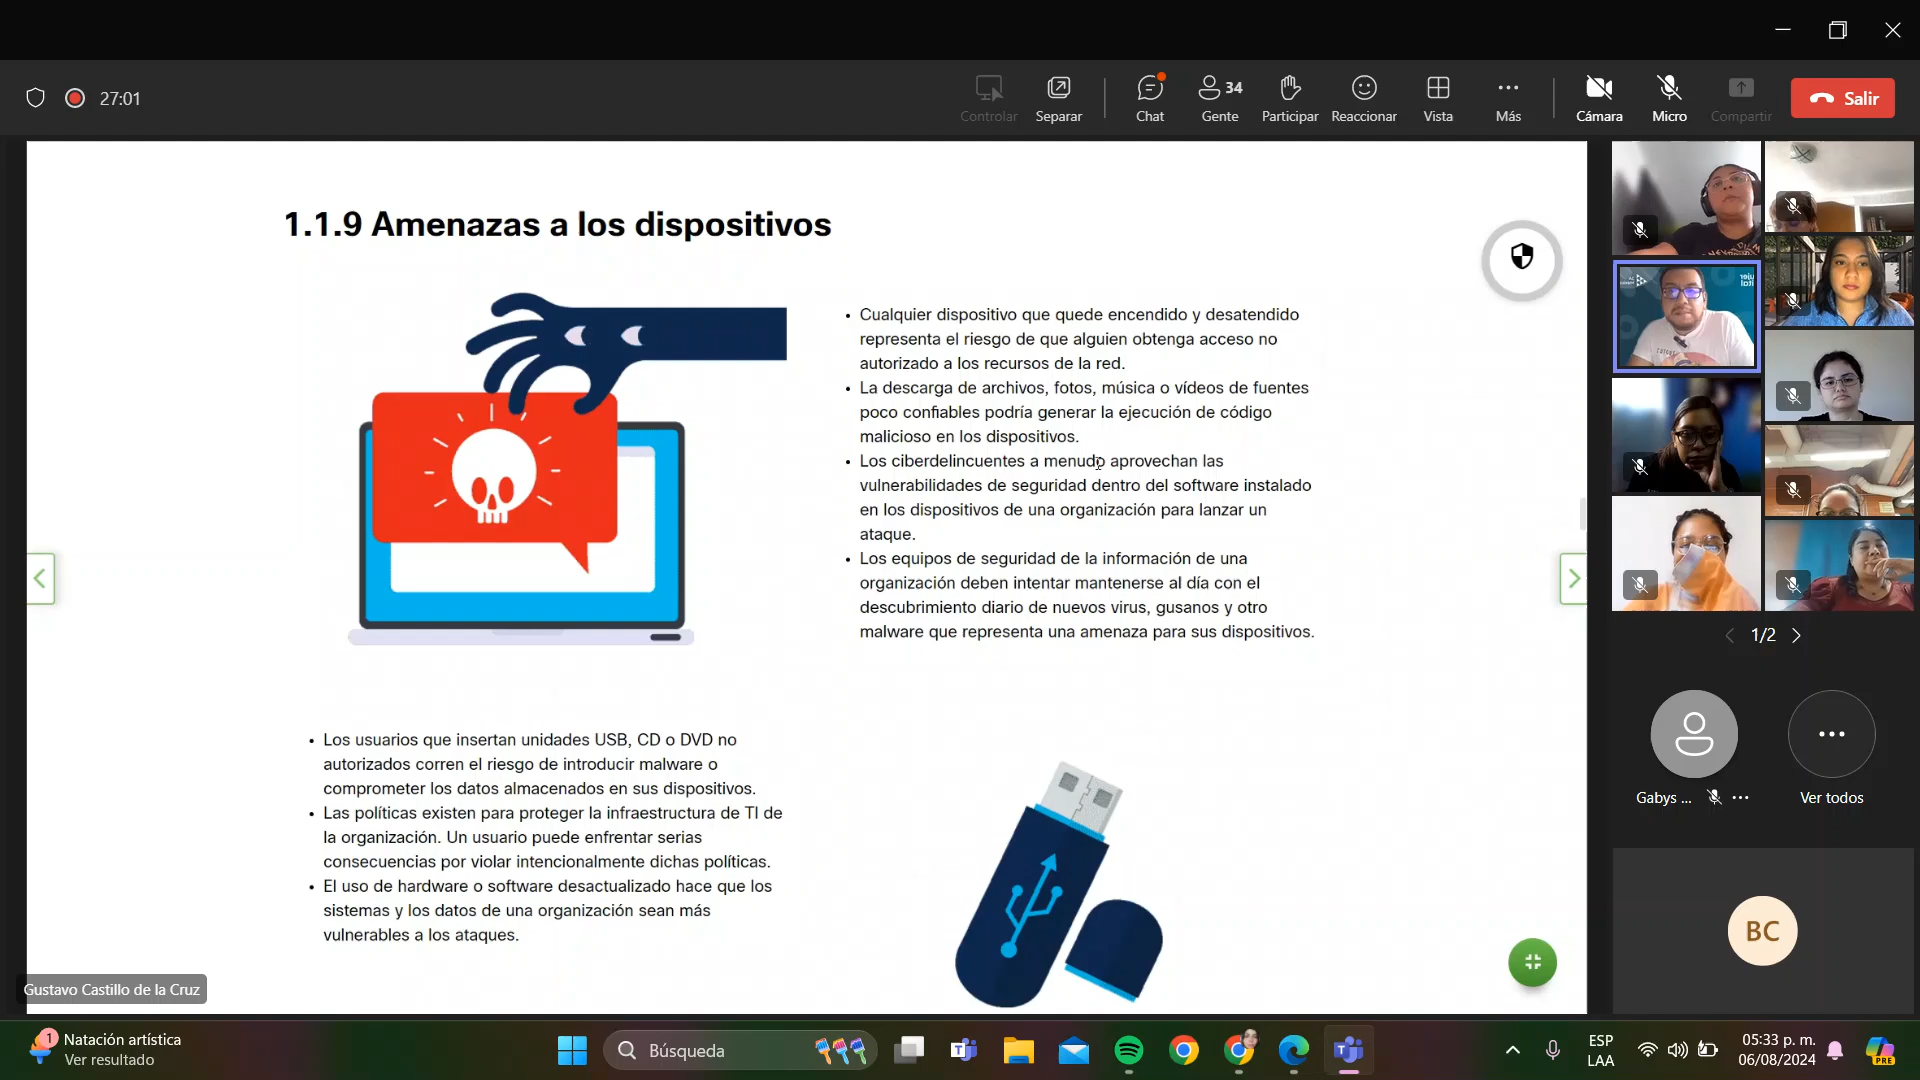 27:01
Controlar
Separar
Chat
34
Gente
Participar
Reaccionar
Vista
Más
Cámara
Micro
Compartir
Salir
1.1.9 Amenazas a los dispositivos
• Cualquier dispositivo que quede encendido y desatendido
representa el riesgo de que alguien obtenga acceso no
autorizado a los recursos de la red.
• La descarga de archivos, fotos, música o vídeos de fuentes
poco confiables podría generar la ejecución de código
malicioso en los dispositivos.
• Los ciberdelincuentes a menudo aprovechan las
vulnerabilidades de seguridad dentro del software instalado
en los dispositivos de una organización para lanzar un
ataque.
• Los equipos de seguridad de la información de una
organización deben intentar mantenerse al día con el
descubrimiento diario de nuevos virus, gusanos y otro
malware que representa una amenaza para sus dispositivos.
• Los usuarios que insertan unidades USB, CD o DVD no
autorizados corren el riesgo de introducir malware o
comprometer los datos almacenados en sus dispositivos.
• Las políticas existen para proteger la infraestructura de TI de
la organización. Un usuario puede enfrentar serias
consecuencias por violar intencionalmente dichas políticas.
• El uso de hardware o software desactualizado hace que los
sistemas y los datos de una organización sean más
vulnerables a los ataques.
Gustavo Castillo de la Cruz
1/2
Gabys ...
Ver todos
BC
1
Natación artística
Ver resultado
Búsqueda
ESP
LAA
05:33 p. m.
06/08/2024
PRE